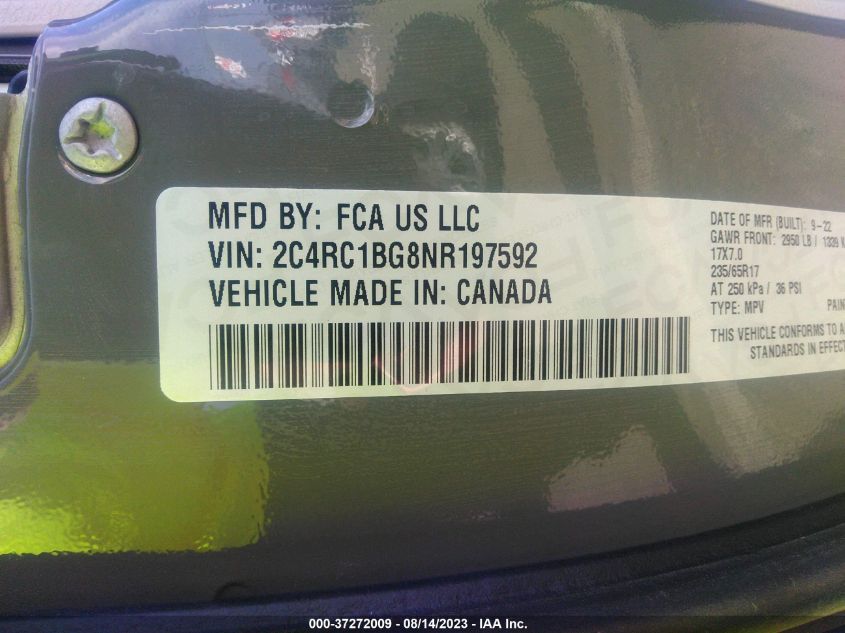 MFD BY: FCA US LLC
VIN: 2C4RC1BG8NR197592
VEHICLE MADE IN: CANADA
DATE OF MFR (BUILT): 9-22
GAWR FRONT: 2950 LB / 1339 K
17X7.0
235/65R17
AT 250 kPa / 36 PSI
TYPE: MPV PAIN
THIS VEHICLE CONFORMS TO A
STANDARDS IN EFFECT
000-37272009 - 08/14/2023 - IAA Inc.